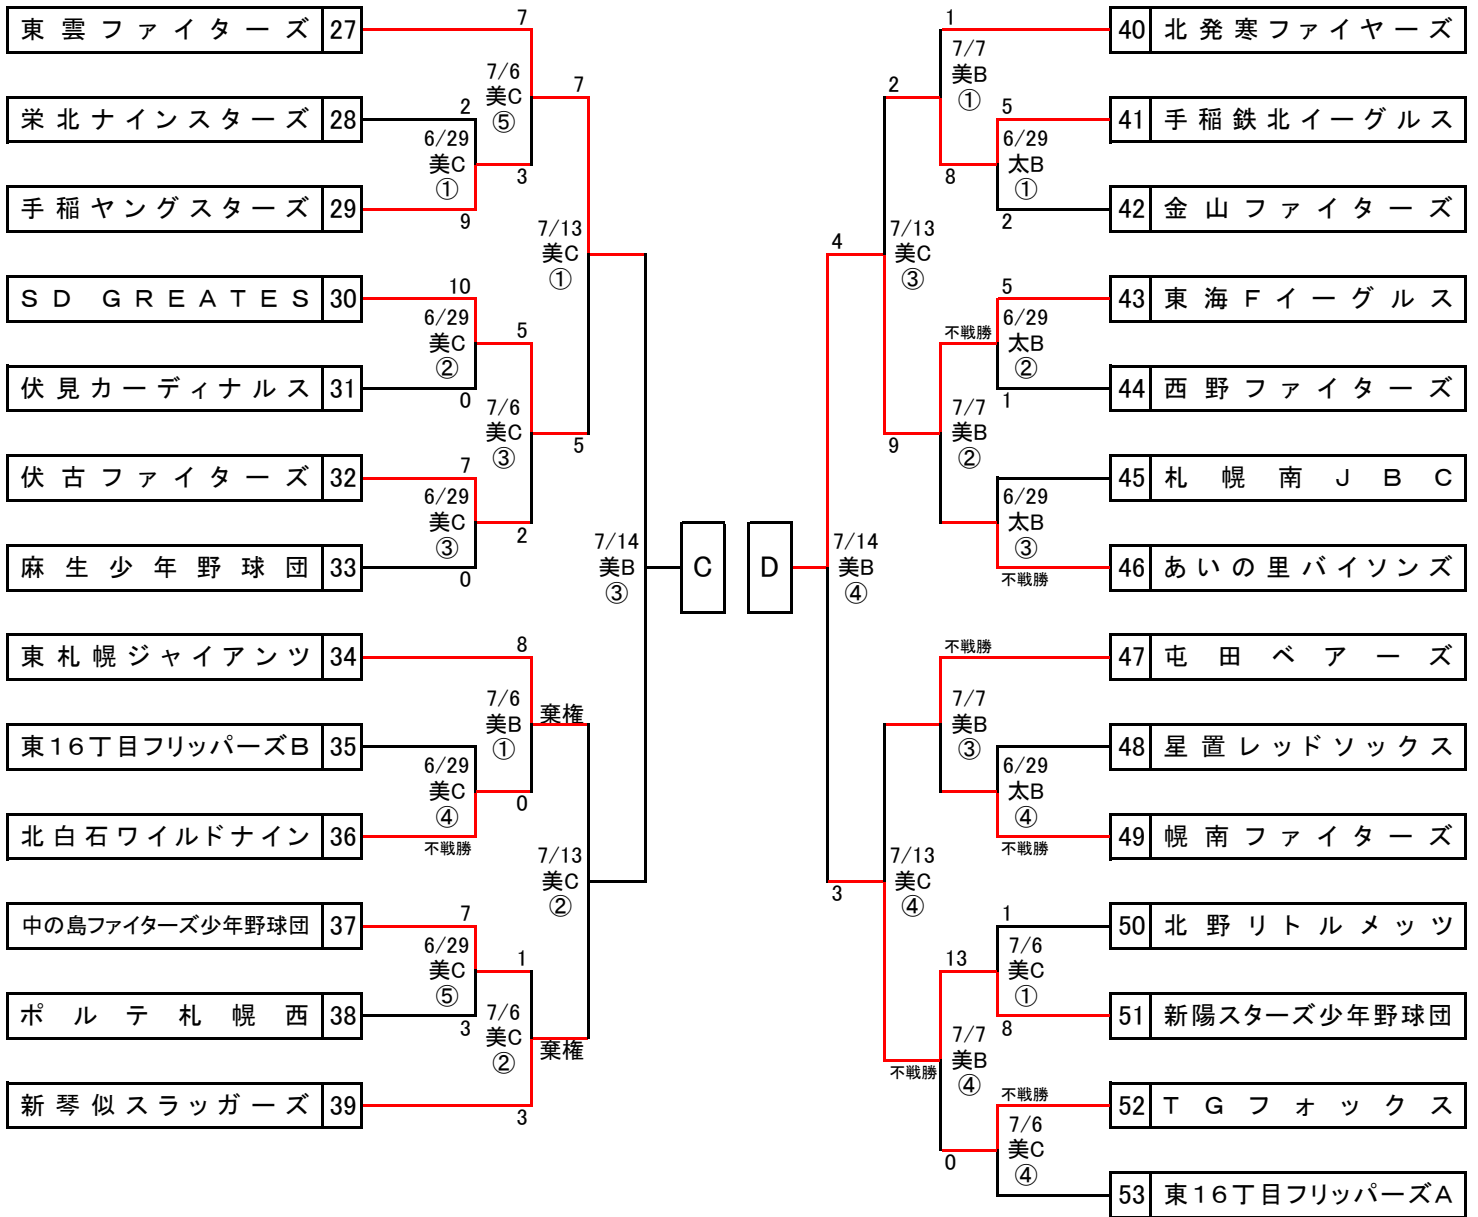 東雲ファイターズ 27
栄北ナインスターズ 28
手稲ヤングスターズ 29
SD GREATES 30
伏見カーディナルス 31
伏古ファイターズ 32
麻生少年野球団 33
東札幌ジャイアンツ 34
東16丁目フリッパーズB 35
北白石ワイルドナイン 36
中の島ファイターズ少年野球団 37
ポルテ札幌西 38
新琴似スラッガーズ 39
7
7/6
美C
⑤
3
2
6/29
美C
①
9
10
6/29
美C
②
0
7
6/29
美C
③
0
5
7/6
美C
③
2
7
7/13
美C
①
5
8
7/6
美B
①
0
6/29
美C
④
不戦勝
7
6/29
美C
⑤
3
1
7/6
美C
②
3
棄権
7/13
美C
②
棄権
7/14
美B
③
C
D
4
7/14
美B
④
3
2
7/13
美C
③
9
1
7/7
美B
①
8
5
6/29
太B
①
2
不戦勝
7/7
美B
②
5
6/29
太B
②
1
6/29
太B
③
不戦勝
不戦勝
7/7
美B
③
6/29
太B
④
不戦勝
7/13
美C
④
不戦勝
13
7/7
美B
④
0
1
7/6
美C
①
8
不戦勝
7/6
美C
④
40 北発寒ファイヤーズ
41 手稲鉄北イーグルス
42 金山ファイターズ
43 東海Fイーグルス
44 西野ファイターズ
45 札幌南JBC
46 あいの里バイソンズ
47 屯田ベアーズ
48 星置レッドソックス
49 幌南ファイターズ
50 北野リトルメッツ
51 新陽スターズ少年野球団
52 TGフォックス
53 東16丁目フリッパーズA